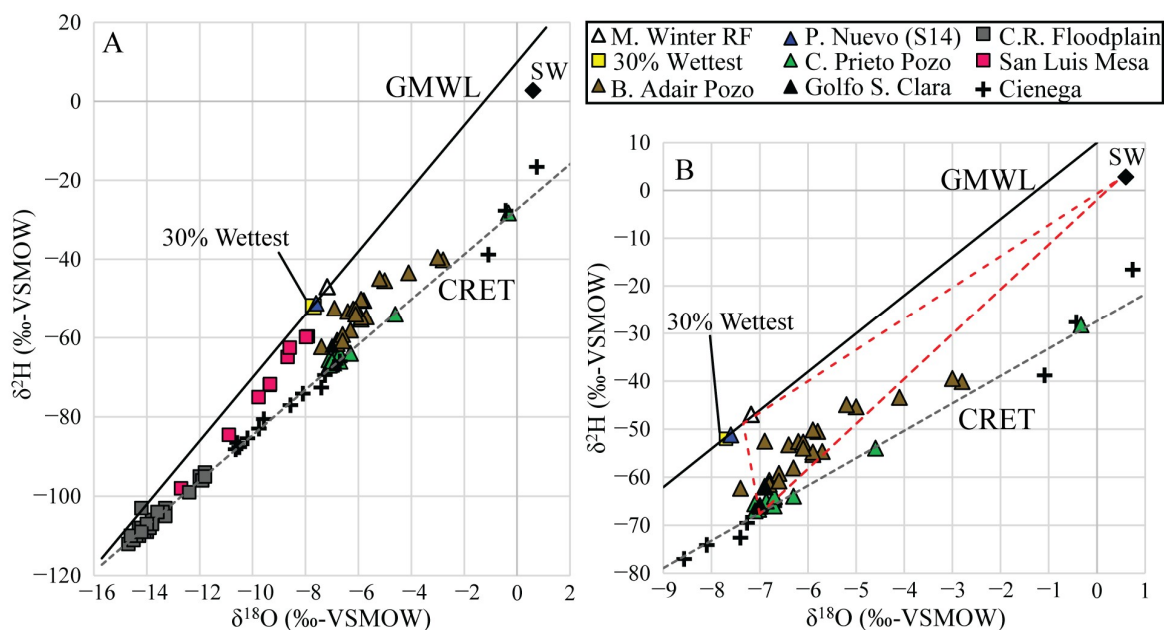 A
GMWL
SW
30% Wettest
CRET
δ²H (‰-VSMOW)
20
0
−20
−40
−60
−80
−100
−120
−16 −14 −12 −10 −8 −6 −4 −2 0 2
δ¹⁸O (‰-VSMOW)
M. Winter RF P. Nuevo (S14) C.R. Floodplain
30% Wettest C. Prieto Pozo San Luis Mesa
B. Adair Pozo Golfo S. Clara Cienega
B
GMWL
SW
30% Wettest
CRET
δ²H (‰-VSMOW)
10
0
−10
−20
−30
−40
−50
−60
−70
−80
−9 −8 −7 −6 −5 −4 −3 −2 −1 0 1
δ¹⁸O (‰-VSMOW)